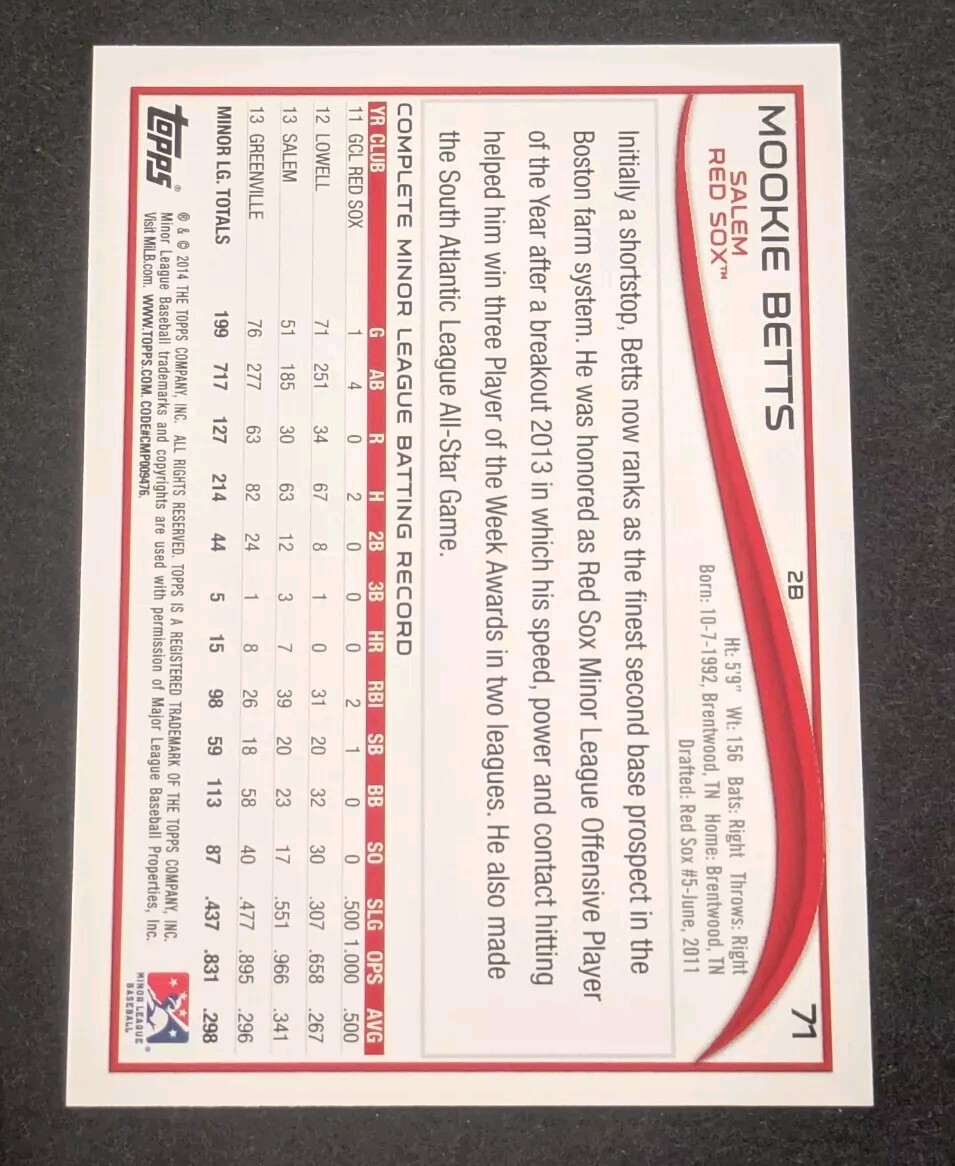 MOOKIE BETTS 2B 71
SALEM
RED SOX™
Ht: 5'9" Wt: 156 Bats: Right Throws: Right
Born: 10-7-1992, Brentwood, TN Home: Brentwood, TN
Drafted: Red Sox #5-June, 2011
Initially a shortstop, Betts now ranks as the finest second base prospect in the
Boston farm system. He was honored as Red Sox Minor League Offensive Player
of the Year after a breakout 2013 in which his speed, power and contact hitting
helped him win three Player of the Week Awards in two leagues. He also made
the South Atlantic League All-Star Game.
COMPLETE MINOR LEAGUE BATTING RECORD
YR CLUB G AB R H 2B 3B HR RBI SB BB SO SLG OPS AVG
11 GCL RED SOX 1 4 0 2 0 0 0 2 1 0 0 .500 1.000 .500
12 LOWELL 71 251 34 67 8 1 0 31 20 32 30 .307 .658 .267
13 SALEM 51 185 30 63 12 3 7 39 20 23 17 .551 .966 .341
13 GREENVILLE 76 277 63 82 24 1 8 26 18 58 40 .477 .895 .296
MINOR LG. TOTALS 199 717 127 214 44 5 15 98 59 113 87 .437 .831 .298
topps®
® & © 2014 THE TOPPS COMPANY, INC. ALL RIGHTS RESERVED. TOPPS IS A REGISTERED TRADEMARK OF THE TOPPS COMPANY, INC.
Minor League Baseball trademarks and copyrights are used with permission of Major League Baseball Properties, Inc.
Visit MiLB.com. WWW.TOPPS.COM. CODE#CMP009476.
MINOR LEAGUE
BASEBALL®